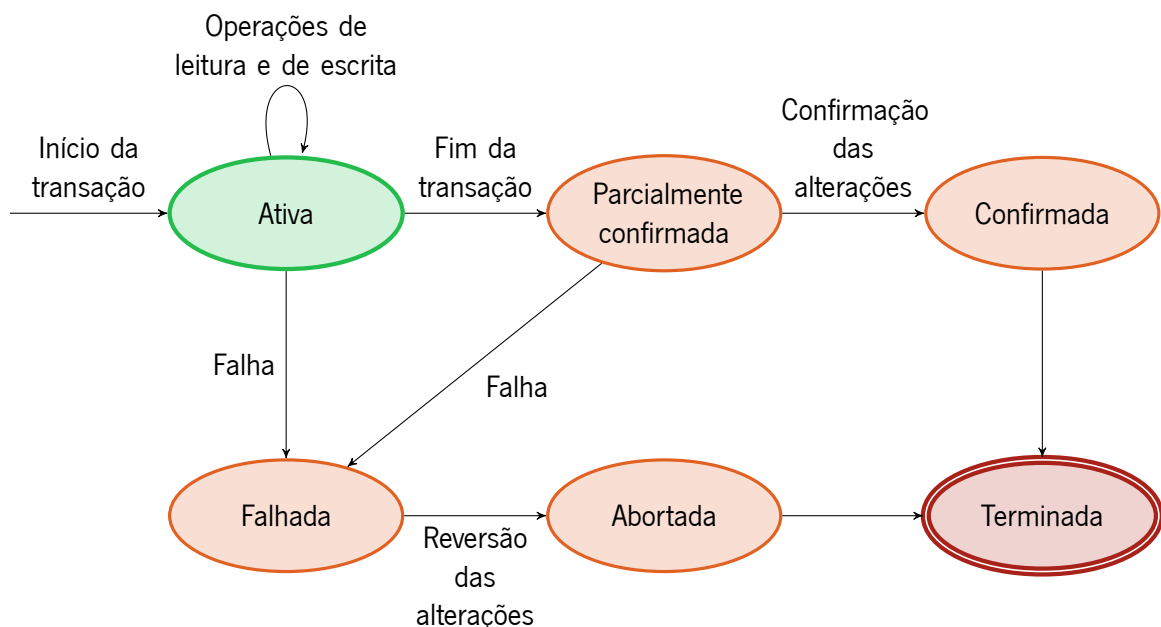 Operações de
leitura e de escrita
Início da
transação
Ativa
Fim da
transação
Parcialmente
confirmada
Confirmação
das
alterações
Confirmada
Falha
Falha
Falhada
Reversão
das
alterações
Abortada
Terminada